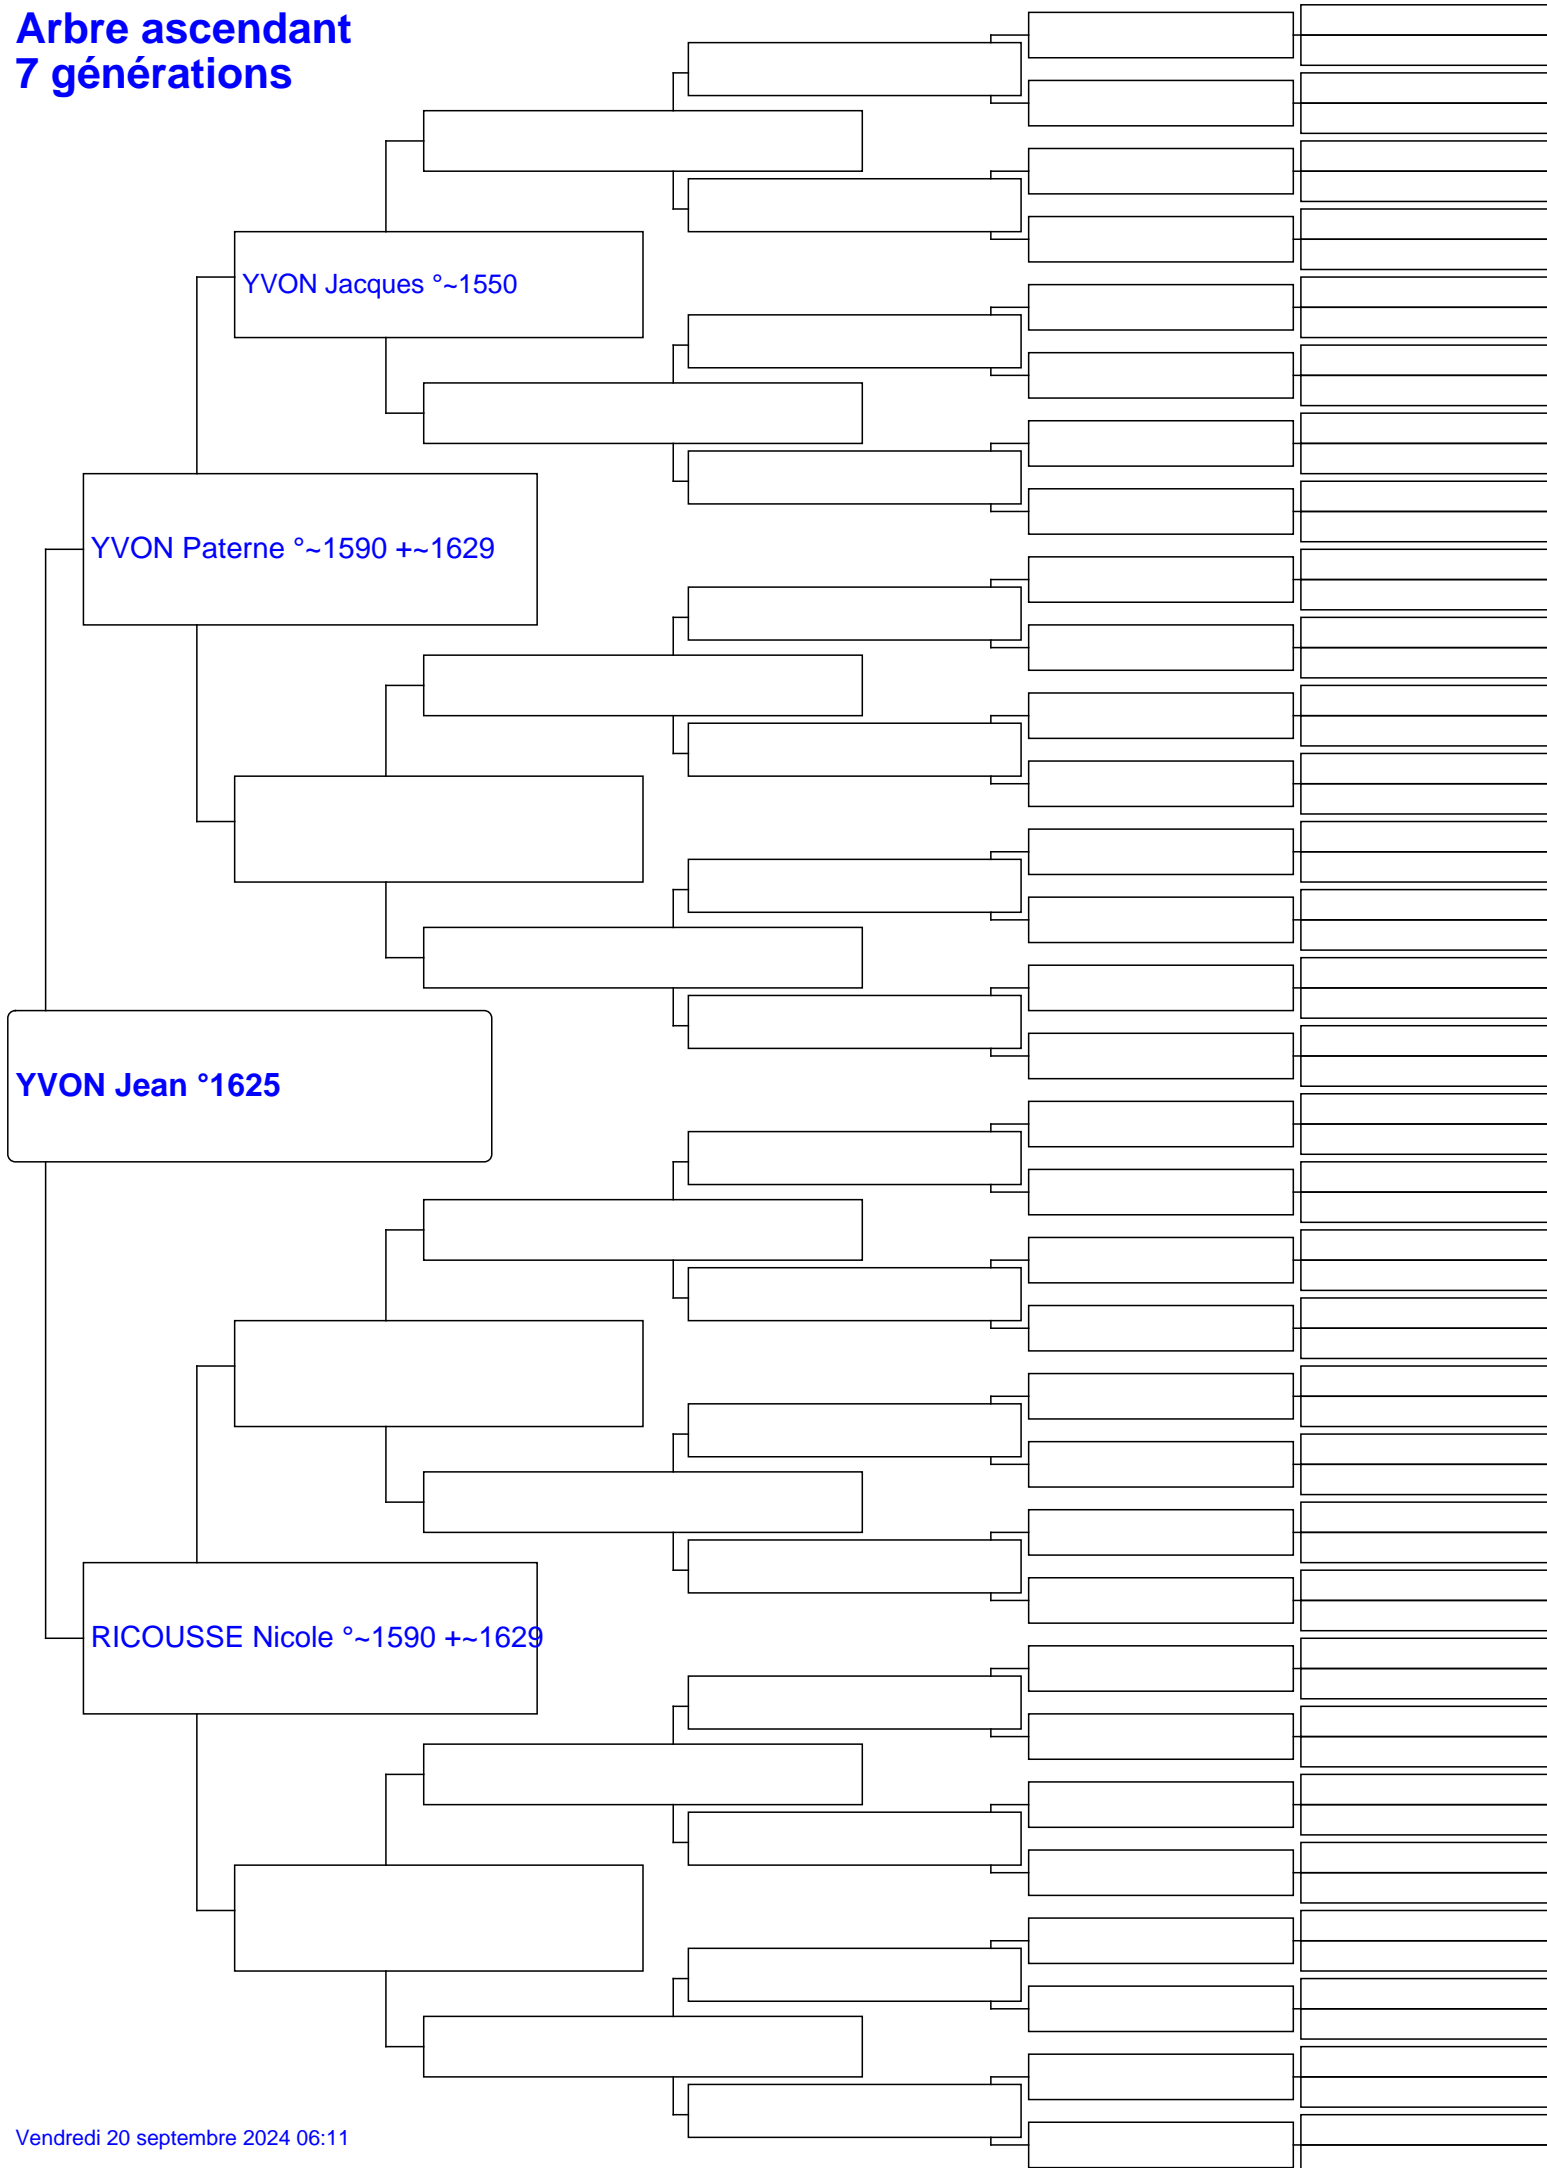 Arbre ascendant
7 générations
YVON Jacques °~1550
YVON Paterne °~1590 +~1629
YVON Jean °1625
RICOUSSE Nicole °~1590 +~1629
Vendredi 20 septembre 2024 06:11